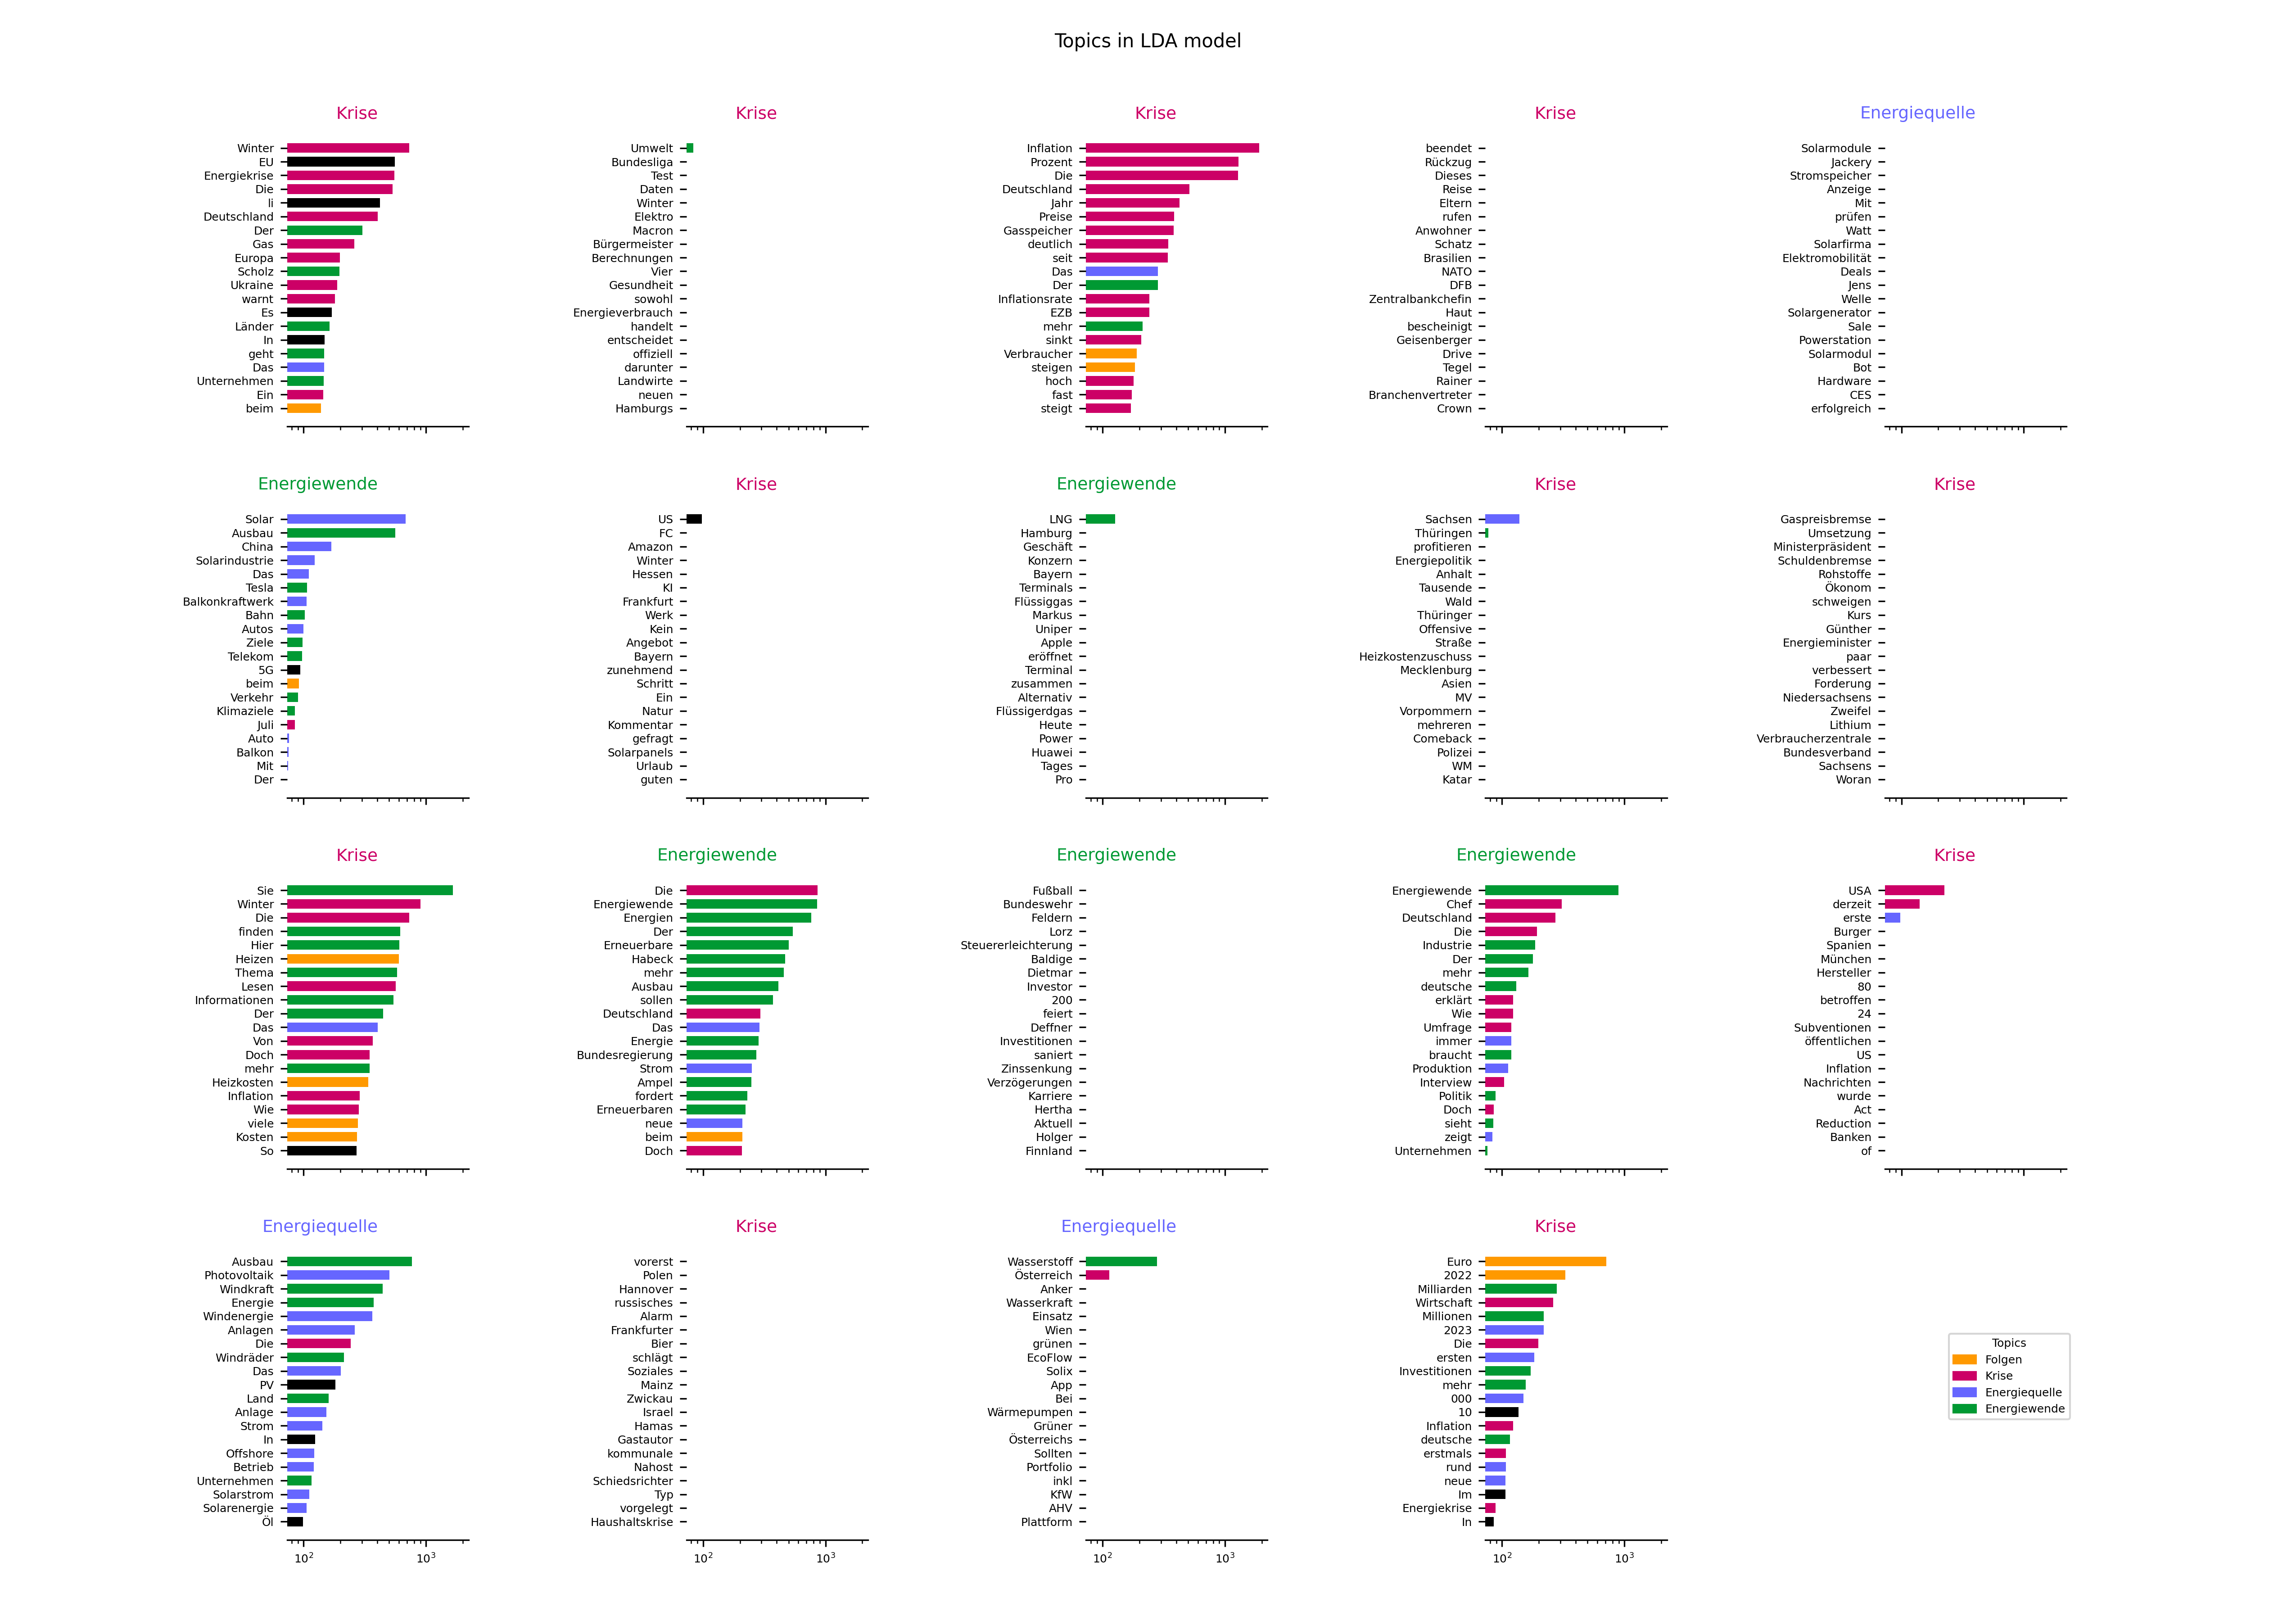 Topics in LDA model
Krise
Winter
EU
Energiekrise
Die
li
Deutschland
Der
Gas
Europa
Scholz
Ukraine
warnt
Es
Länder
In
geht
Das
Unternehmen
Ein
beim
Krise
Umwelt
Bundesliga
Test
Daten
Winter
Elektro
Macron
Bürgermeister
Berechnungen
Vier
Gesundheit
sowohl
Energieverbrauch
handelt
entscheidet
offiziell
darunter
Landwirte
neuen
Hamburgs
Krise
Inflation
Prozent
Die
Deutschland
Jahr
Preise
Gasspeicher
deutlich
seit
Das
Der
Inflationsrate
EZB
mehr
sinkt
Verbraucher
steigen
hoch
fast
steigt
Krise
beendet
Rückzug
Dieses
Reise
Eltern
rufen
Anwohner
Schatz
Brasilien
NATO
DFB
Zentralbankchefin
Haut
bescheinigt
Geisenberger
Drive
Tegel
Rainer
Branchenvertreter
Crown
Energiequelle
Solarmodule
Jackery
Stromspeicher
Anzeige
Mit
prüfen
Watt
Solarfirma
Elektromobilität
Deals
Jens
Welle
Solargenerator
Sale
Powerstation
Solarmodul
Bot
Hardware
CES
erfolgreich
Energiewende
Solar
Ausbau
China
Solarindustrie
Das
Tesla
Balkonkraftwerk
Bahn
Autos
Ziele
Telekom
5G
beim
Verkehr
Klimaziele
Juli
Auto
Balkon
Mit
Der
Krise
US
FC
Amazon
Winter
Hessen
KI
Frankfurt
Werk
Kein
Angebot
Bayern
zunehmend
Schritt
Ein
Natur
Kommentar
gefragt
Solarpanels
Urlaub
guten
Energiewende
LNG
Hamburg
Geschäft
Konzern
Bayern
Terminals
Flüssiggas
Markus
Uniper
Apple
eröffnet
Terminal
zusammen
Alternativ
Flüssigerdgas
Heute
Power
Huawei
Tages
Pro
Krise
Sachsen
Thüringen
profitieren
Energiepolitik
Anhalt
Tausende
Wald
Thüringer
Offensive
Straße
Heizkostenzuschuss
Mecklenburg
Asien
MV
Vorpommern
mehreren
Comeback
Polizei
WM
Katar
Krise
Gaspreisbremse
Umsetzung
Ministerpräsident
Schuldenbremse
Rohstoffe
Ökonom
schweigen
Kurs
Günther
Energieminister
paar
verbessert
Forderung
Niedersachsens
Zweifel
Lithium
Verbraucherzentrale
Bundesverband
Sachsens
Woran
Krise
Sie
Winter
Die
finden
Hier
Heizen
Thema
Lesen
Informationen
Der
Das
Von
Doch
mehr
Heizkosten
Inflation
Wie
viele
Kosten
So
Energiewende
Die
Energiewende
Energien
Der
Erneuerbare
Habeck
mehr
Ausbau
sollen
Deutschland
Das
Energie
Bundesregierung
Strom
Ampel
fordert
Erneuerbaren
neue
beim
Doch
Energiewende
Fußball
Bundeswehr
Feldern
Lorz
Steuererleichterung
Baldige
Dietmar
Investor
200
feiert
Deffner
Investitionen
saniert
Zinssenkung
Verzögerungen
Karriere
Hertha
Aktuell
Holger
Finnland
Energiewende
Energiewende
Chef
Deutschland
Die
Industrie
Der
mehr
deutsche
erklärt
Wie
Umfrage
immer
braucht
Produktion
Interview
Politik
Doch
sieht
zeigt
Unternehmen
Krise
USA
derzeit
erste
Burger
Spanien
München
Hersteller
80
betroffen
24
Subventionen
öffentlichen
US
Inflation
Nachrichten
wurde
Act
Reduction
Banken
of
Energiequelle
Ausbau
Photovoltaik
Windkraft
Energie
Windenergie
Anlagen
Die
Windräder
Das
PV
Land
Anlage
Strom
In
Offshore
Betrieb
Unternehmen
Solarstrom
Solarenergie
Öl
10² 10³
Krise
vorerst
Polen
Hannover
russisches
Alarm
Frankfurter
Bier
schlägt
Soziales
Mainz
Zwickau
Israel
Hamas
Gastautor
kommunale
Nahost
Schiedsrichter
Typ
vorgelegt
Haushaltskrise
10² 10³
Energiequelle
Wasserstoff
Österreich
Anker
Wasserkraft
Einsatz
Wien
grünen
EcoFlow
Solix
App
Bei
Wärmepumpen
Grüner
Österreichs
Sollten
Portfolio
inkl
KfW
AHV
Plattform
10² 10³
Krise
Euro
2022
Milliarden
Wirtschaft
Millionen
2023
Die
ersten
Investitionen
mehr
000
10
Inflation
deutsche
erstmals
rund
neue
Im
Energiekrise
In
10² 10³
Topics
Folgen
Krise
Energiequelle
Energiewende